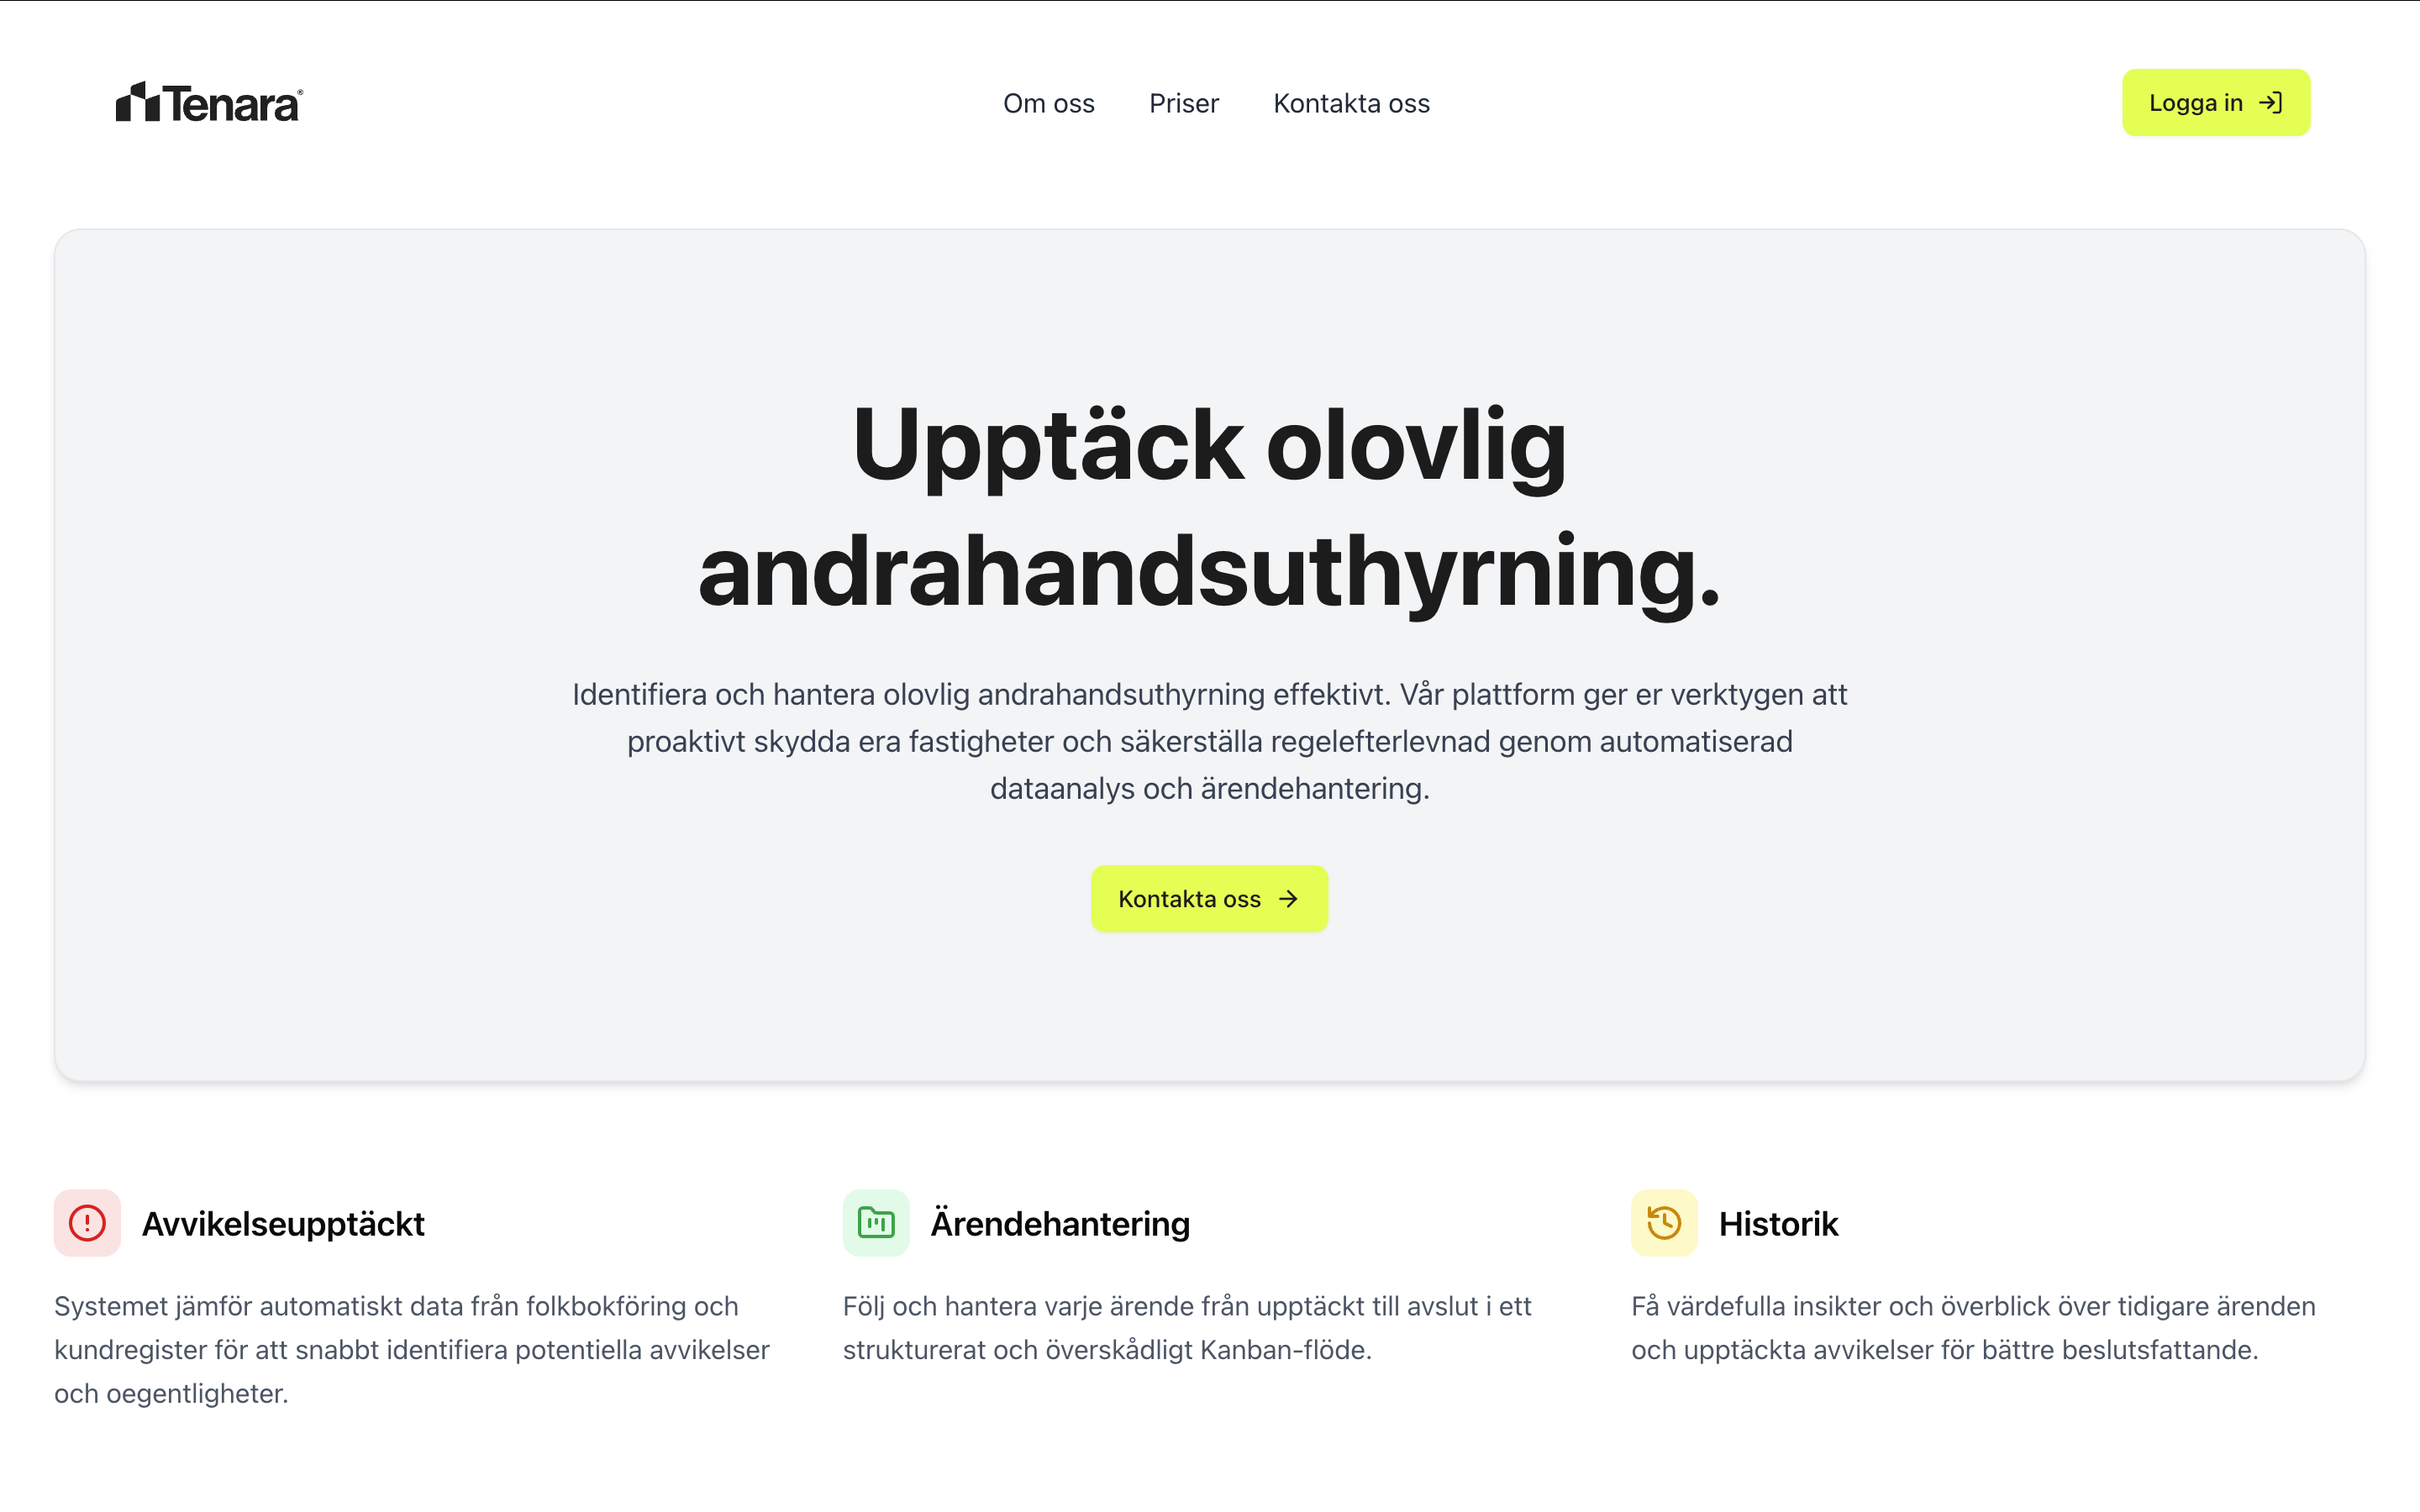 Tenara®
Om oss
Priser
Kontakta oss
Logga in
Upptäck olovlig
andrahandsuthyrning.
Identifiera och hantera olovlig andrahandsuthyrning effektivt. Vår plattform ger er verktygen att
proaktivt skydda era fastigheter och säkerställa regelefterlevnad genom automatiserad
dataanalys och ärendehantering.
Kontakta oss
Avvikelseupptäckt
Systemet jämför automatiskt data från folkbokföring och
kundregister för att snabbt identifiera potentiella avvikelser
och oegentligheter.
Ärendehantering
Följ och hantera varje ärende från upptäckt till avslut i ett
strukturerat och överskådligt Kanban-flöde.
Historik
Få värdefulla insikter och överblick över tidigare ärenden
och upptäckta avvikelser för bättre beslutsfattande.